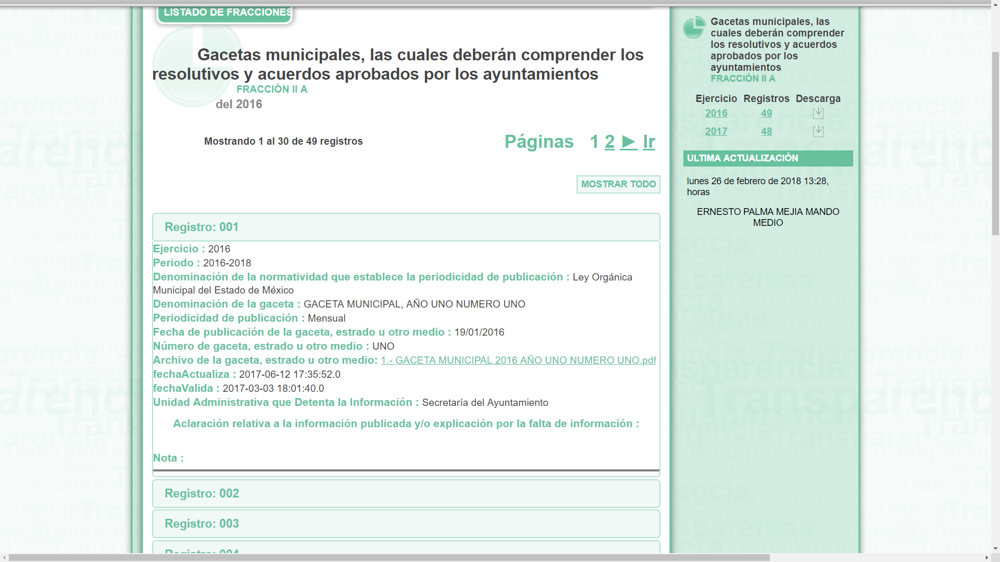 LISTADO DE FRACCIONES
Gacetas municipales, las cuales deberán comprender los
resolutivos y acuerdos aprobados por los ayuntamientos
FRACCIÓN II A
del 2016
Mostrando 1 al 30 de 49 registros
Páginas 1 2 ► Ir
MOSTRAR TODO
Registro: 001
Ejercicio : 2016
Periodo : 2016-2018
Denominación de la normatividad que establece la periodicidad de publicación : Ley Orgánica
Municipal del Estado de México
Denominación de la gaceta : GACETA MUNICIPAL, AÑO UNO NUMERO UNO
Periodicidad de publicación : Mensual
Fecha de publicación de la gaceta, estrado u otro medio : 19/01/2016
Número de gaceta, estrado u otro medio : UNO
Archivo de la gaceta, estrado u otro medio: 1.- GACETA MUNICIPAL 2016 AÑO UNO NUMERO UNO.pdf
fechaActualiza : 2017-06-12 17:35:52.0
fechaValida : 2017-03-03 18:01:40.0
Unidad Administrativa que Detenta la Información : Secretaría del Ayuntamiento
Aclaración relativa a la información publicada y/o explicación por la falta de información :
Nota :
Registro: 002
Registro: 003
Registro: 004
Gacetas municipales, las
cuales deberán comprender
los resolutivos y acuerdos
aprobados por los
ayuntamientos
FRACCIÓN II A
Ejercicio Registros Descarga
2016 49
2017 48
ULTIMA ACTUALIZACIÓN
lunes 26 de febrero de 2018 13:28,
horas
ERNESTO PALMA MEJIA MANDO
MEDIO